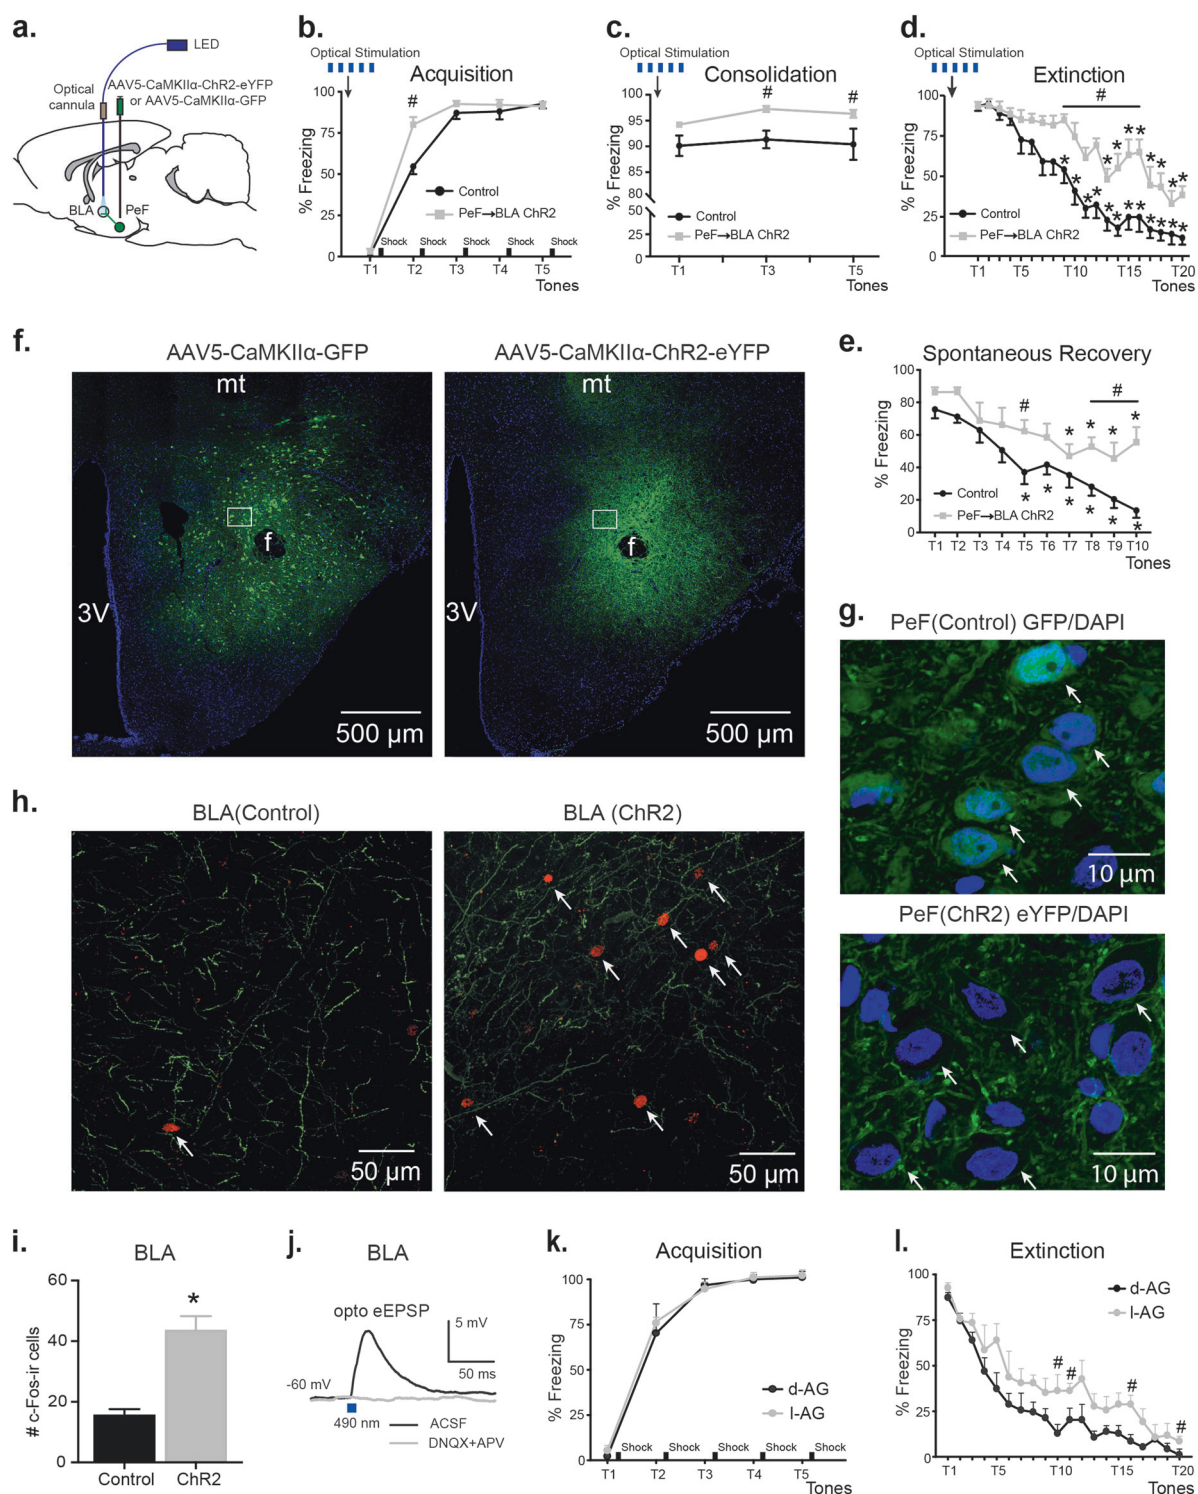 a.
LED
Optical
cannula
AAV5-CaMKIIα-ChR2-eYFP
or AAV5-CaMKIIα-GFP
BLA
PeF
b.
Optical Stimulation
Acquisition
% Freezing
100
75
50
25
0
#
Control
PeF→BLA ChR2
Shock Shock Shock Shock Shock
T1 T2 T3 T4 T5
Tones
c.
Optical Stimulation
Consolidation
% Freezing
100
95
90
85
80
50
25
0
# #
Control
PeF→BLA ChR2
T1 T3 T5
Tones
d.
Optical Stimulation
Extinction
% Freezing
100
75
50
25
0
#
* * * * * * * * * *
* * * * * * * * * * * *
Control
PeF→BLA ChR2
T1 T5 T10 T15 T20
Tones
f.
AAV5-CaMKIIα-GFP
mt
f
3V
500 μm
AAV5-CaMKIIα-ChR2-eYFP
mt
f
3V
500 μm
e.
Spontaneous Recovery
% Freezing
100
80
60
40
20
0
# #
* * * *
* * * * * *
Control
PeF→BLA ChR2
T1 T2 T3 T4 T5 T6 T7 T8 T9 T10
Tones
g.
PeF(Control) GFP/DAPI
10 μm
PeF(ChR2) eYFP/DAPI
10 μm
h.
BLA(Control)
50 μm
BLA (ChR2)
50 μm
i.
BLA
# c-Fos-ir cells
60
40
20
0
*
Control ChR2
j.
BLA
opto eEPSP
5 mV
50 ms
-60 mV
490 nm
ACSF
DNQX+APV
k.
Acquisition
% Freezing
100
75
50
25
0
d-AG
l-AG
Shock Shock Shock Shock Shock
T1 T2 T3 T4 T5
Tones
l.
Extinction
% Freezing
100
75
50
25
0
d-AG
l-AG
# # # #
T1 T5 T10 T15 T20
Tones